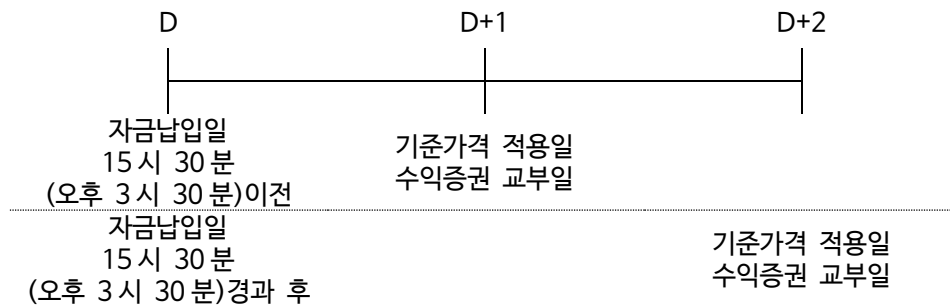 D D+1 D+2
자금납입일
15시 30분
(오후 3시 30분)이전
기준가격 적용일
수익증권 교부일
자금납입일
15시 30분
(오후 3시 30분)경과 후
기준가격 적용일
수익증권 교부일